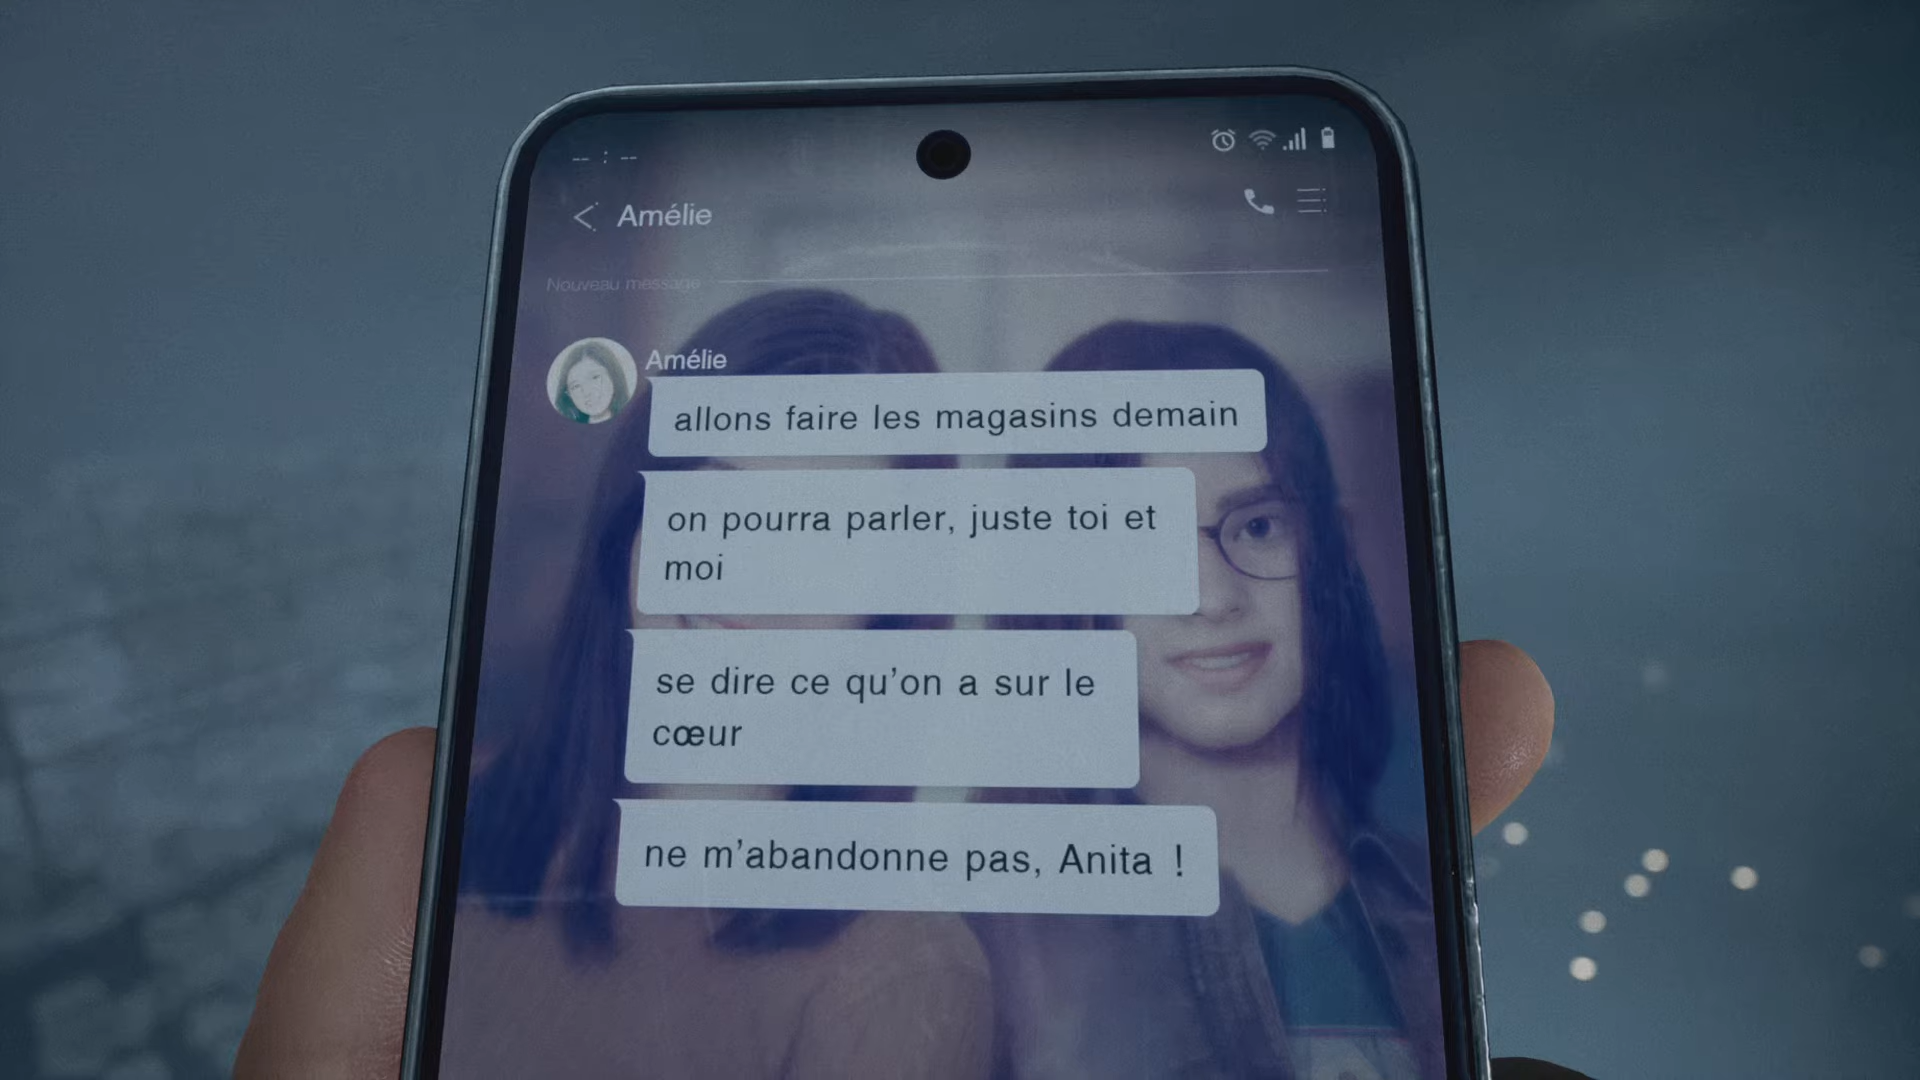 -- : --
Amélie
Nouveau message
Amélie
allons faire les magasins demain
on pourra parler, juste toi et
moi
se dire ce qu'on a sur le
cœur
ne m'abandonne pas, Anita !